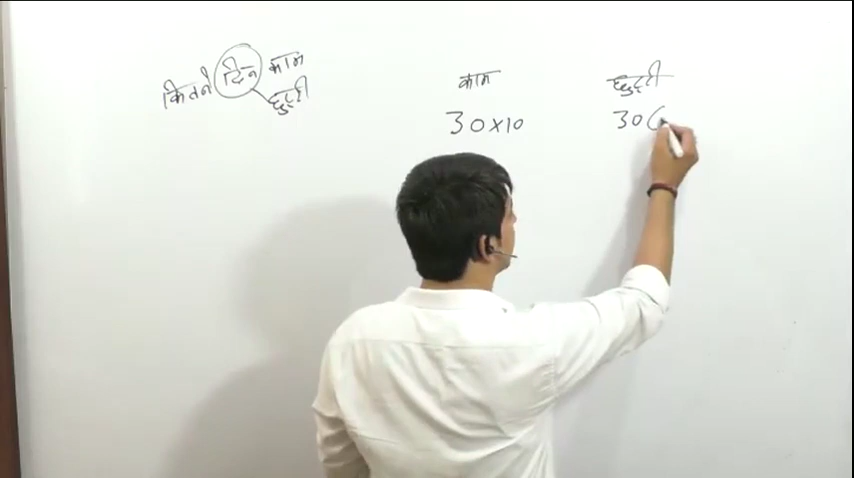 कितने दिन काम
छुट्टी
काम छुट्टी
30×10 30(